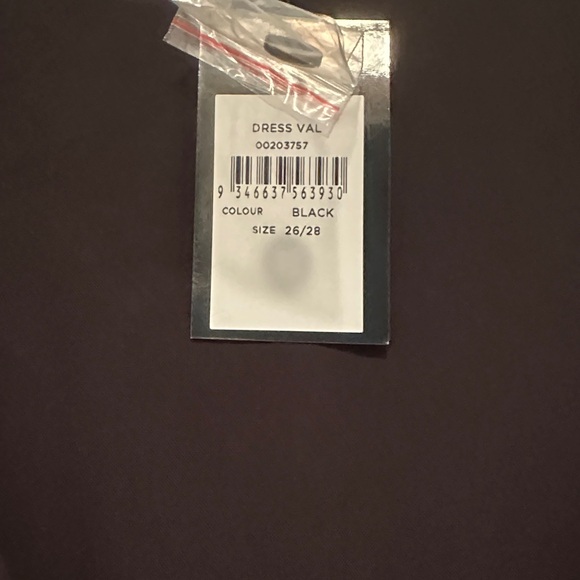 DRESS VAL
00203757
9 346637 563930
COLOUR BLACK
SIZE 26/28